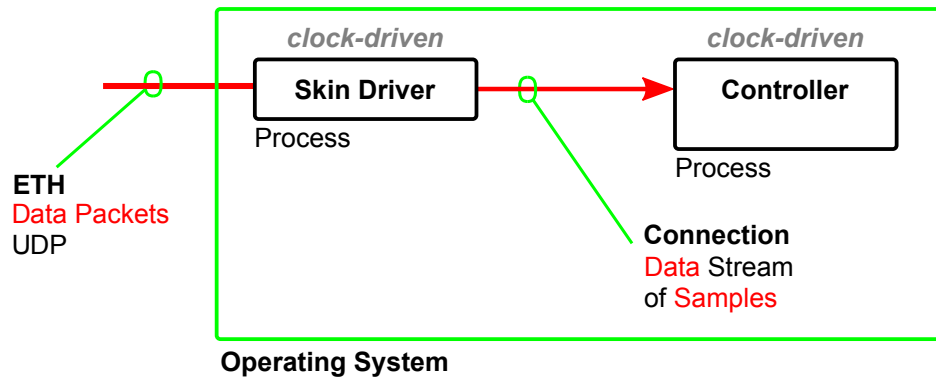 clock-driven
clock-driven
Skin Driver
Controller
Process
Process
ETH
Data Packets
UDP
Connection
Data Stream
of Samples
Operating System